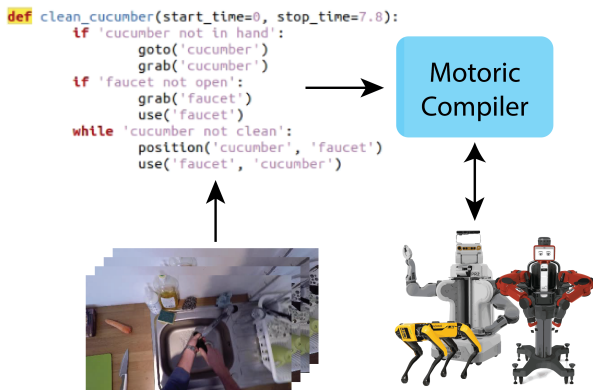 def clean_cucumber(start_time=0, stop_time=7.8):
if 'cucumber not in hand':
goto('cucumber')
grab('cucumber')
if 'faucet not open':
grab('faucet')
use('faucet')
while 'cucumber not clean':
position('cucumber', 'faucet')
use('faucet', 'cucumber')
Motoric
Compiler